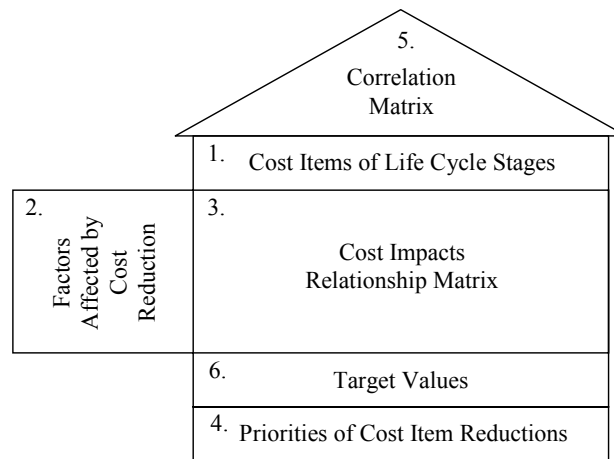 5.
Correlation
Matrix
1.
Cost Items of Life Cycle Stages
2.
Factors
Affected by
Cost
Reduction
3.
Cost Impacts
Relationship Matrix
6.
Target Values
4.
Priorities of Cost Item Reductions